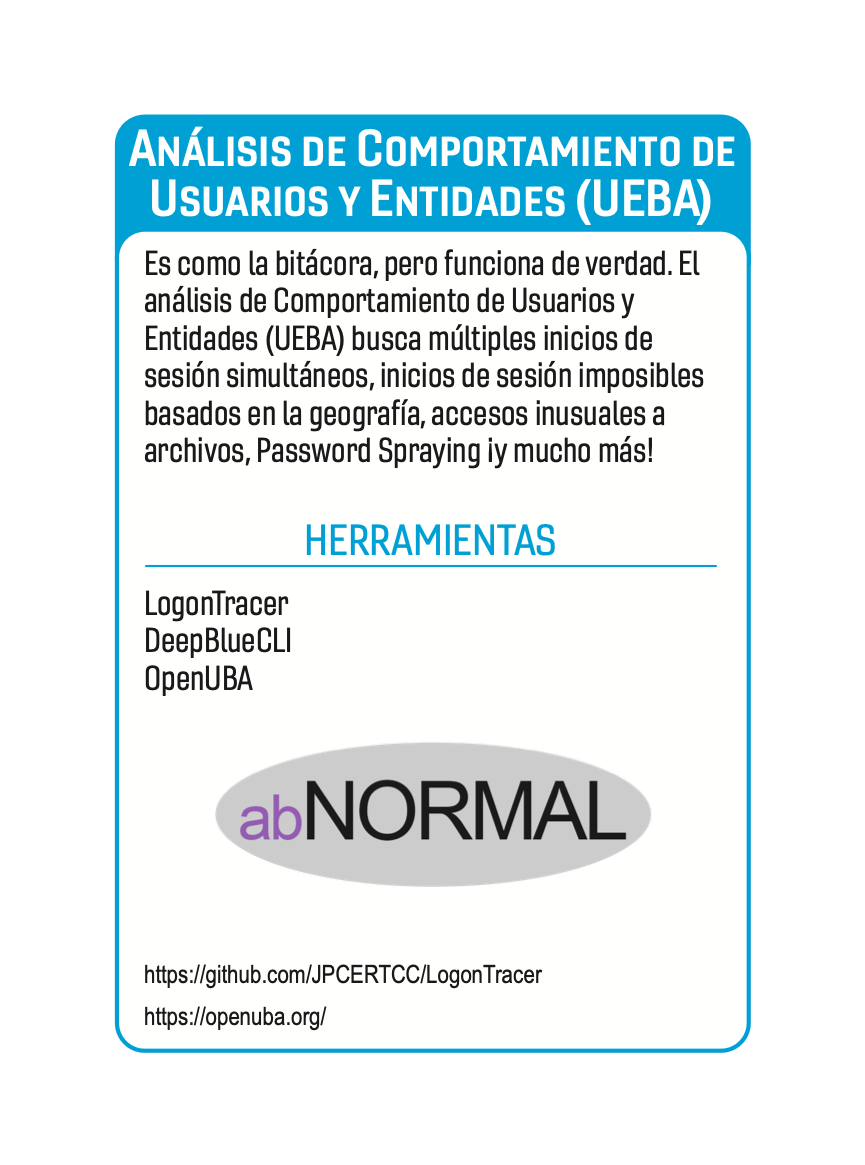 Análisis de Comportamiento de
Usuarios y Entidades (UEBA)
Es como la bitácora, pero funciona de verdad. El
análisis de Comportamiento de Usuarios y
Entidades (UEBA) busca múltiples inicios de
sesión simultáneos, inicios de sesión imposibles
basados en la geografía, accesos inusuales a
archivos, Password Spraying ¡y mucho más!
HERRAMIENTAS
LogonTracer
DeepBlueCLI
OpenUBA
abNORMAL
https://github.com/JPCERTCC/LogonTracer
https://openuba.org/